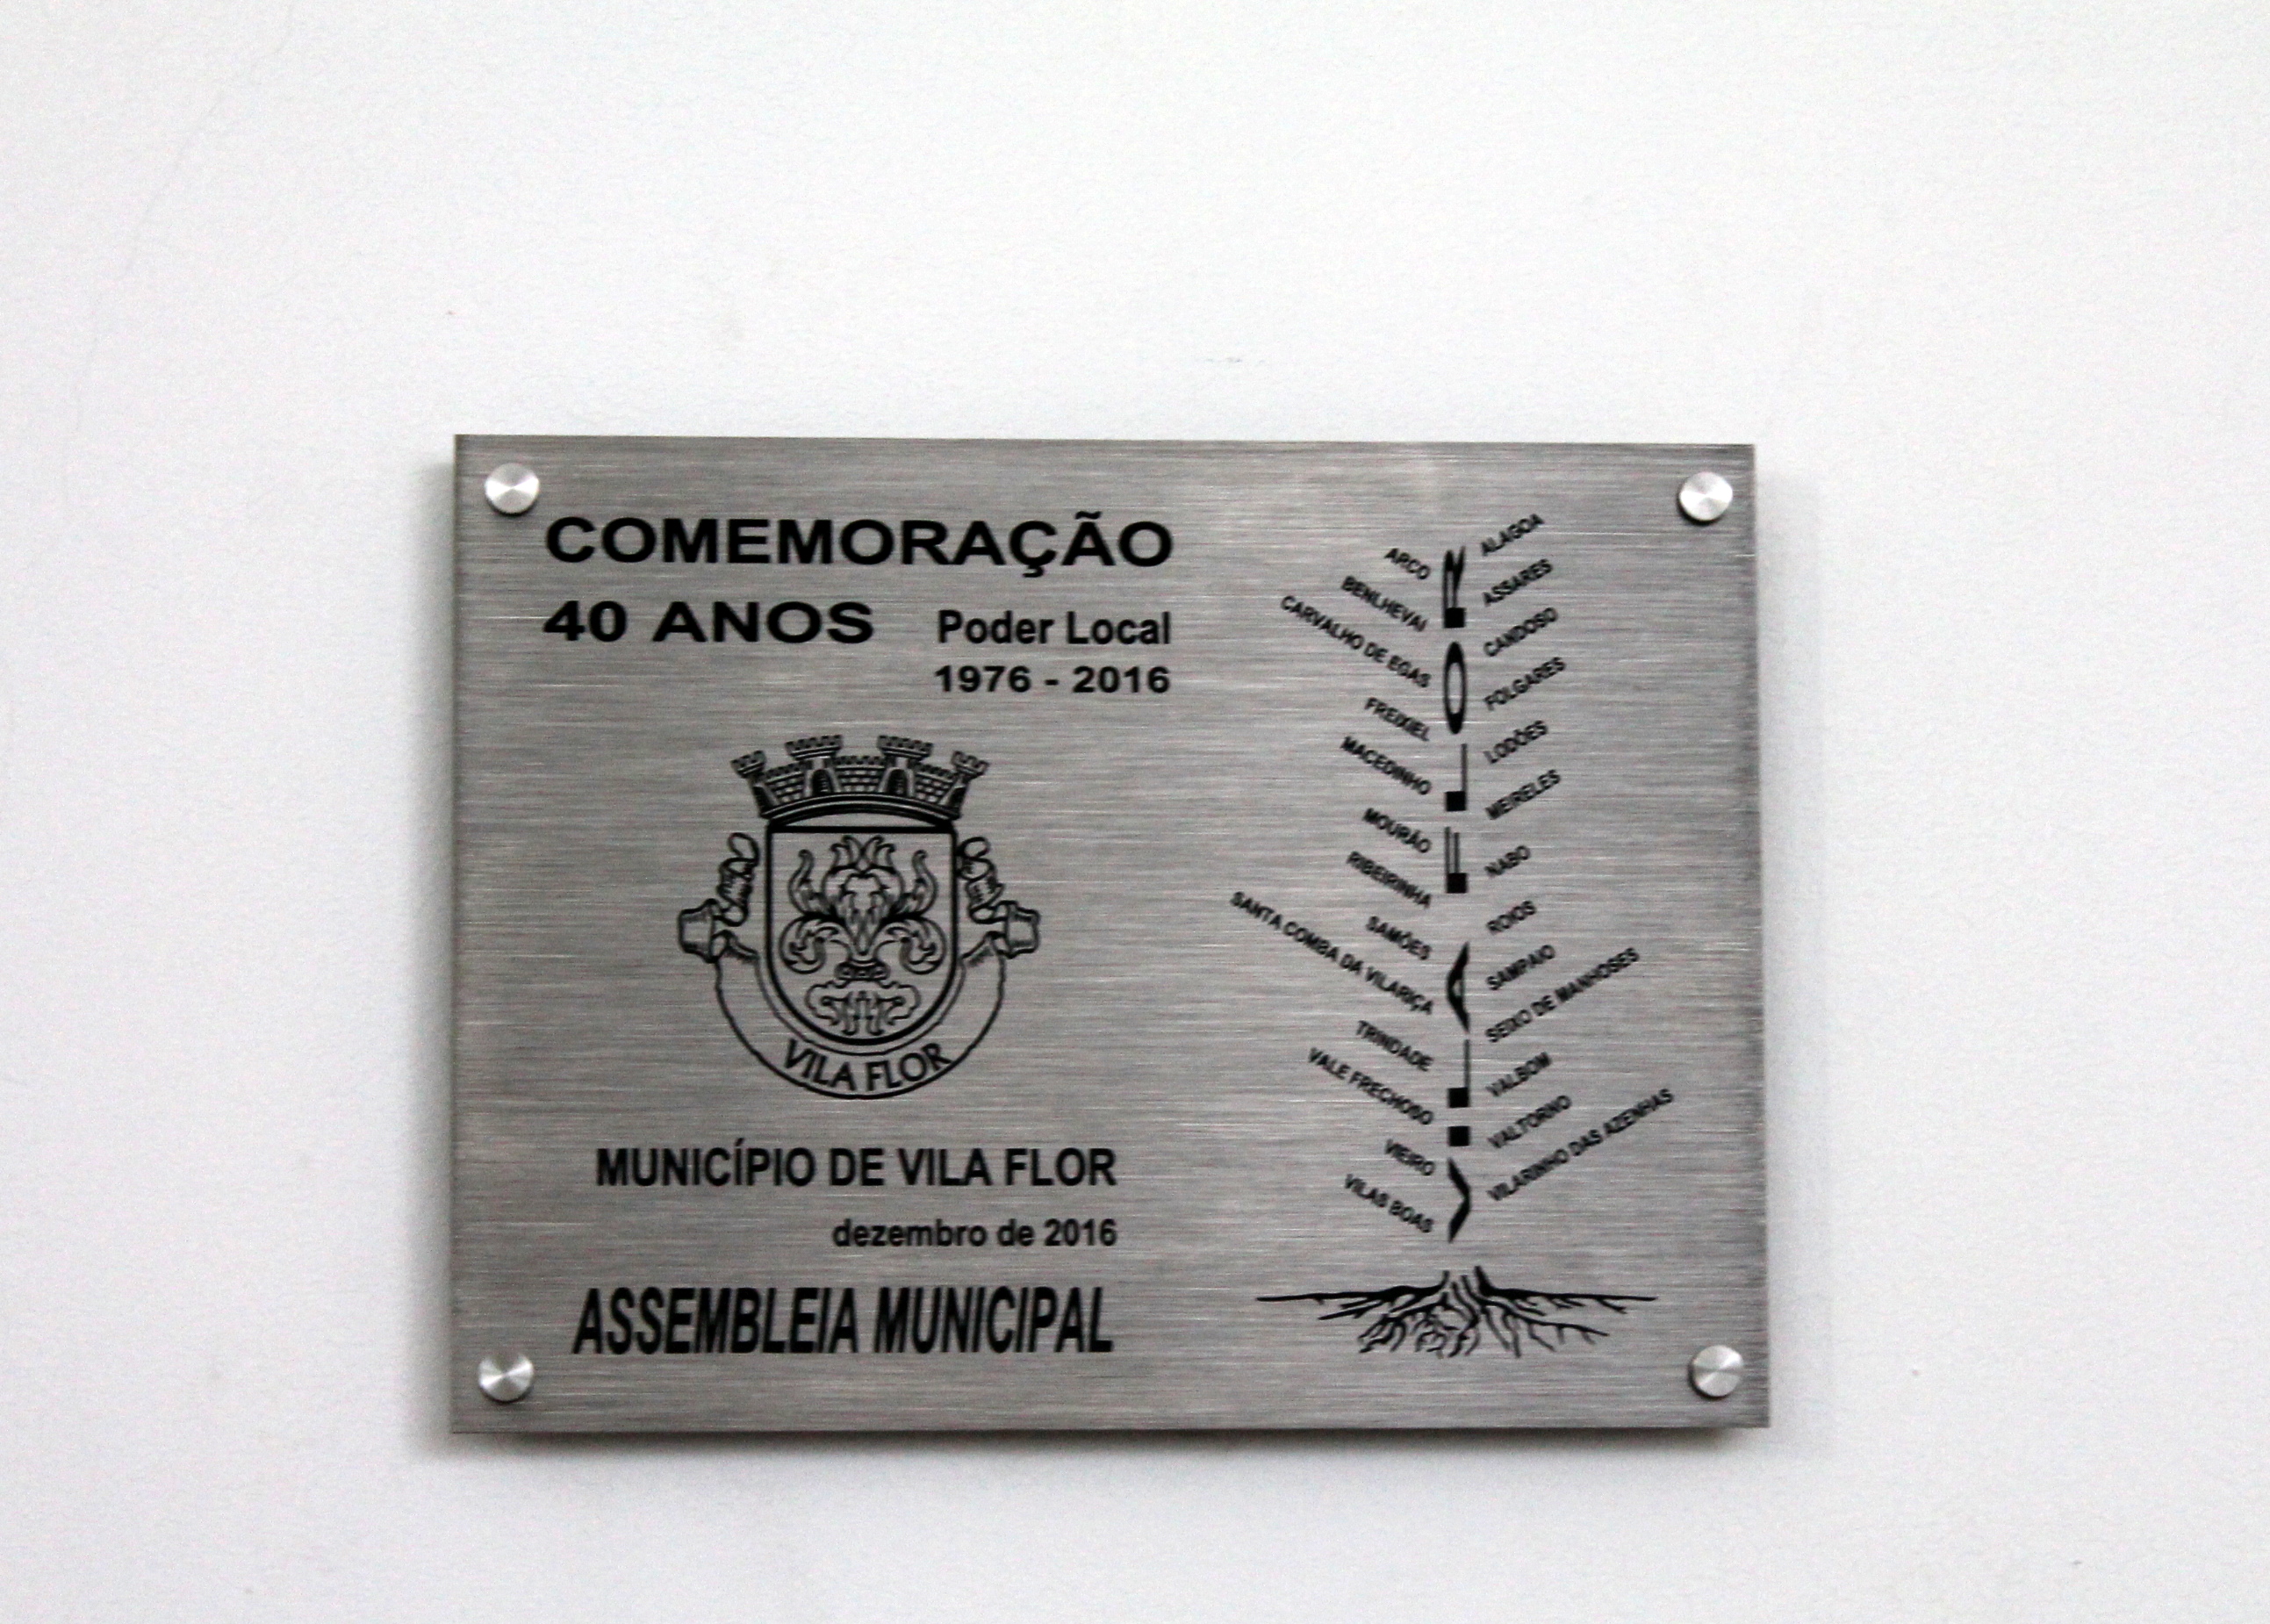 COMEMORAÇÃO
40 ANOS Poder Local
1976 - 2016
VILA FLOR
MUNICÍPIO DE VILA FLOR
dezembro de 2016
ASSEMBLEIA MUNICIPAL
ARCO
BENLHEVAI
CARVALHO DE EGAS
FREIXIEL
MACEDINHO
MOURÃO
RIBEIRINHA
SAMÕES
SANTA COMBA DA VILARIÇA
TRINDADE
VALE FRECHOSO
VIEIRO
VILAS BOAS
VILA FLOR
ALAGOA
ASSARES
CANDOSO
FOLGARES
LODÕES
MEIRELES
NABO
ROIOS
SAMPAIO
SEIXO DE MANHOSES
VALBOM
VALTORNO
VILARINHO DAS AZENHAS